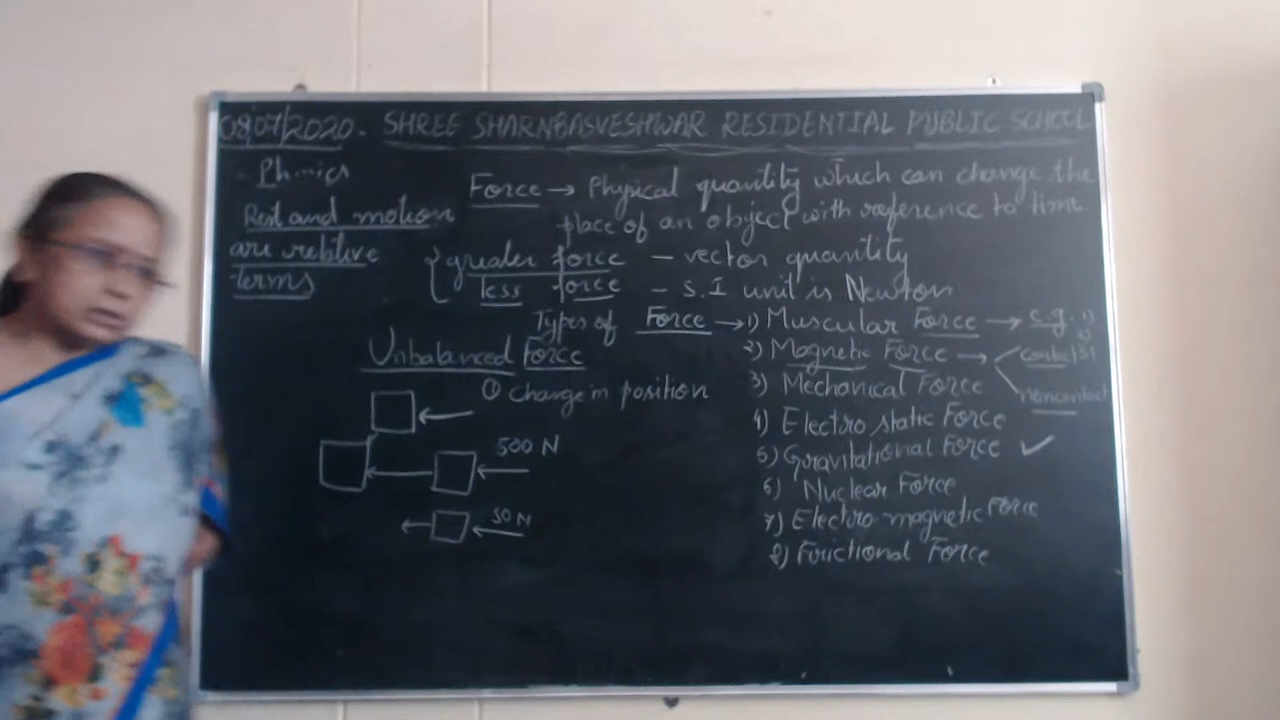 08/07/2020. SHREE SHARNBASVESHWAR RESIDENTIAL PUBLIC SCHOOL
Physics
Rest and motion
are relative
terms
Force → Physical quantity which can change the
place of an object with reference to time
{ greater force – vector quantity
less force – S.I unit is Newton
Types of Force → 1) Muscular Force → e.g. 1)
2)
2) Magnetic Force → contact
noncontact
3) Mechanical Force
4) Electro static Force
5) Gravitational Force ✓
6) Nuclear Force
7) Electro magnetic Force
8) Frictional Force
Unbalanced Force
① Change in position
500 N
50 N